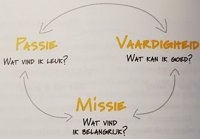 PASSIE
WAT VIND IK LEUK?
VAARDIGHEID
WAT KAN IK GOED?
MISSIE
WAT VIND
IK BELANGRIJK?